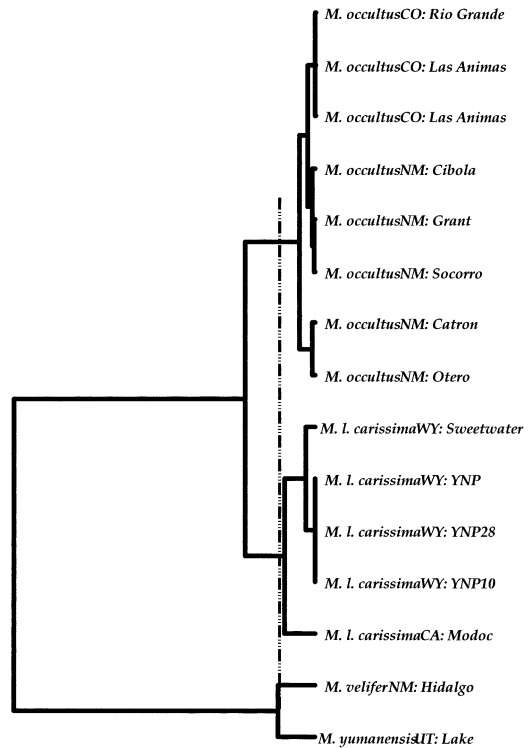 M. occultusCO: Rio Grande
M. occultusCO: Las Animas
M. occultusCO: Las Animas
M. occultusNM: Cibola
M. occultusNM: Grant
M. occultusNM: Socorro
M. occultusNM: Catron
M. occultusNM: Otero
M. l. carissimaWY: Sweetwater
M. l. carissimaWY: YNP
M. l. carissimaWY: YNP28
M. l. carissimaWY: YNP10
M. l. carissimaCA: Modoc
M. veliferNM: Hidalgo
M. yumanensisUT: Lake